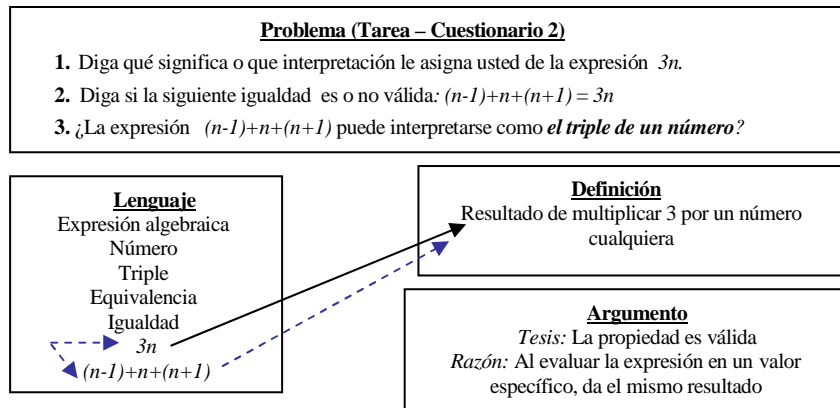 Problema (Tarea – Cuestionario 2)
1. Diga qué significa o que interpretación le asigna usted de la expresión 3n.
2. Diga si la siguiente igualdad es o no válida: (n-1)+n+(n+1) = 3n
3. ¿La expresión (n-1)+n+(n+1) puede interpretarse como el triple de un número?
Lenguaje
Expresión algebraica
Número
Triple
Equivalencia
Igualdad
3n
(n-1)+n+(n+1)
Definición
Resultado de multiplicar 3 por un número
cualquiera
Argumento
Tesis: La propiedad es válida
Razón: Al evaluar la expresión en un valor
específico, da el mismo resultado